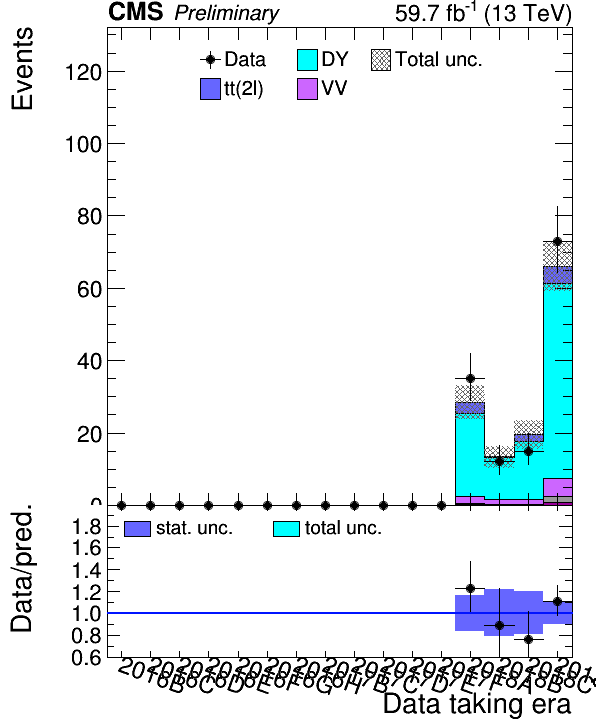 CMS Preliminary 59.7 fb-1 (13 TeV)
Events
Data DY Total unc.
tt(2l) VV
120
100
80
60
40
20
0
Data/pred.
stat. unc. total unc.
1.8
1.6
1.4
1.2
1.0
0.8
0.6
Data taking era